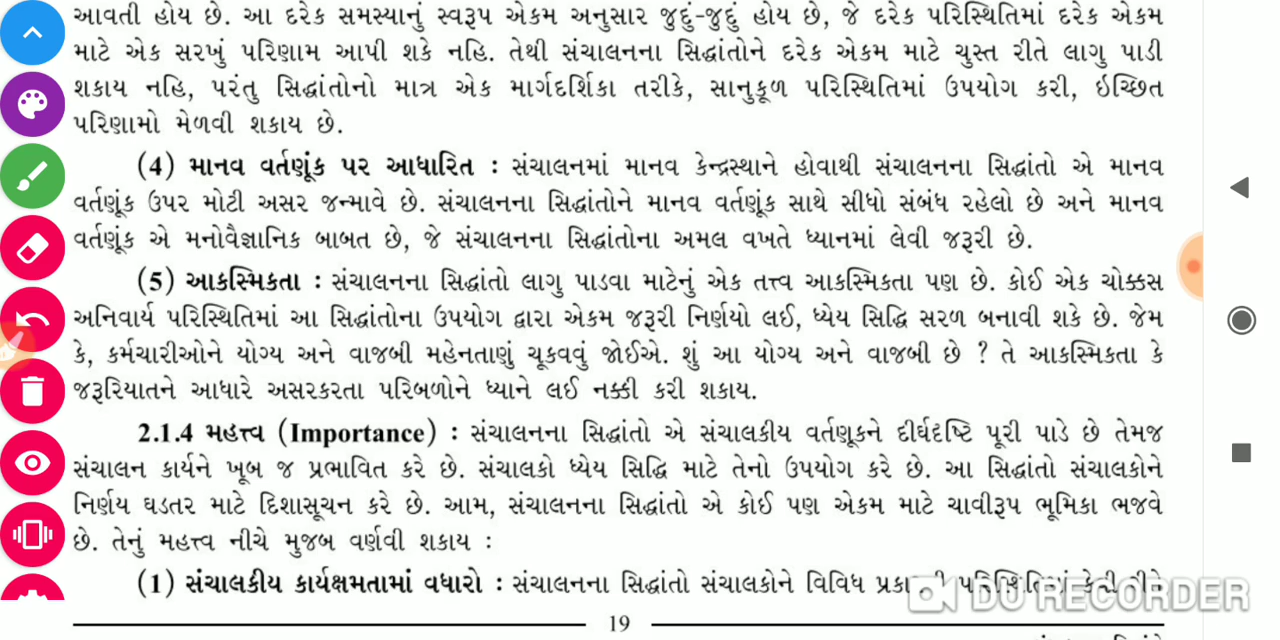 આવતી હોય છે. આ દરેક સમસ્યાનું સ્વરૂપ એકમ અનુસાર જુદું-જુદું હોય છે, જે દરેક પરિસ્થિતિમાં દરેક એકમ
માટે એક સરખું પરિણામ આપી શકે નહિ. તેથી સંચાલનના સિદ્ધાંતોને દરેક એકમ માટે ચુસ્ત રીતે લાગુ પાડી
શકાય નહિ, પરંતુ સિદ્ધાંતોનો માત્ર એક માર્ગદર્શિકા તરીકે, સાનુકૂળ પરિસ્થિતિમાં ઉપયોગ કરી, ઇચ્છિત
પરિણામો મેળવી શકાય છે.
(4) માનવ વર્તણૂંક પર આધારિત : સંચાલનમાં માનવ કેન્દ્રસ્થાને હોવાથી સંચાલનના સિદ્ધાંતો એ માનવ
વર્તણૂંક ઉપર મોટી અસર જન્માવે છે. સંચાલનના સિદ્ધાંતોને માનવ વર્તણૂંક સાથે સીધો સંબંધ રહેલો છે અને માનવ
વર્તણૂંક એ મનોવૈજ્ઞાનિક બાબત છે, જે સંચાલનના સિદ્ધાંતોના અમલ વખતે ધ્યાનમાં લેવી જરૂરી છે.
(5) આકસ્મિકતા : સંચાલનના સિદ્ધાંતો લાગુ પાડવા માટેનું એક તત્ત્વ આકસ્મિકતા પણ છે. કોઈ એક ચોક્કસ
અનિવાર્ય પરિસ્થિતિમાં આ સિદ્ધાંતોના ઉપયોગ દ્વારા એકમ જરૂરી નિર્ણયો લઈ, ધ્યેય સિદ્ધિ સરળ બનાવી શકે છે. જેમ
કે, કર્મચારીઓને યોગ્ય અને વાજબી મહેનતાણું ચૂકવવું જોઈએ. શું આ યોગ્ય અને વાજબી છે ? તે આકસ્મિકતા કે
જરૂરિયાતને આધારે અસરકરતા પરિબળોને ધ્યાને લઈ નક્કી કરી શકાય.
2.1.4 મહત્ત્વ (Importance) : સંચાલનના સિદ્ધાંતો એ સંચાલકીય વર્તણૂકને દીર્ઘદૃષ્ટિ પૂરી પાડે છે તેમજ
સંચાલન કાર્યને ખૂબ જ પ્રભાવિત કરે છે. સંચાલકો ધ્યેય સિદ્ધિ માટે તેનો ઉપયોગ કરે છે. આ સિદ્ધાંતો સંચાલકોને
નિર્ણય ઘડતર માટે દિશાસૂચન કરે છે. આમ, સંચાલનના સિદ્ધાંતો એ કોઈ પણ એકમ માટે ચાવીરૂપ ભૂમિકા ભજવે
છે. તેનું મહત્ત્વ નીચે મુજબ વર્ણવી શકાય :
(1) સંચાલકીય કાર્યક્ષમતામાં વધારો : સંચાલનના સિદ્ધાંતો સંચાલકોને વિવિધ
DU RECORDER
19